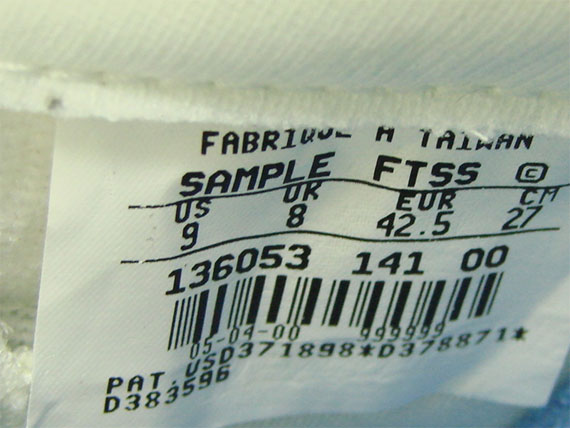 FABRIQUE A TAIWAN
SAMPLE FTSS ©
US UK EUR CM
9 8 42.5 27
136053 141 00
05-04-00 999999
PAT.USD371898*D378871*
D383596